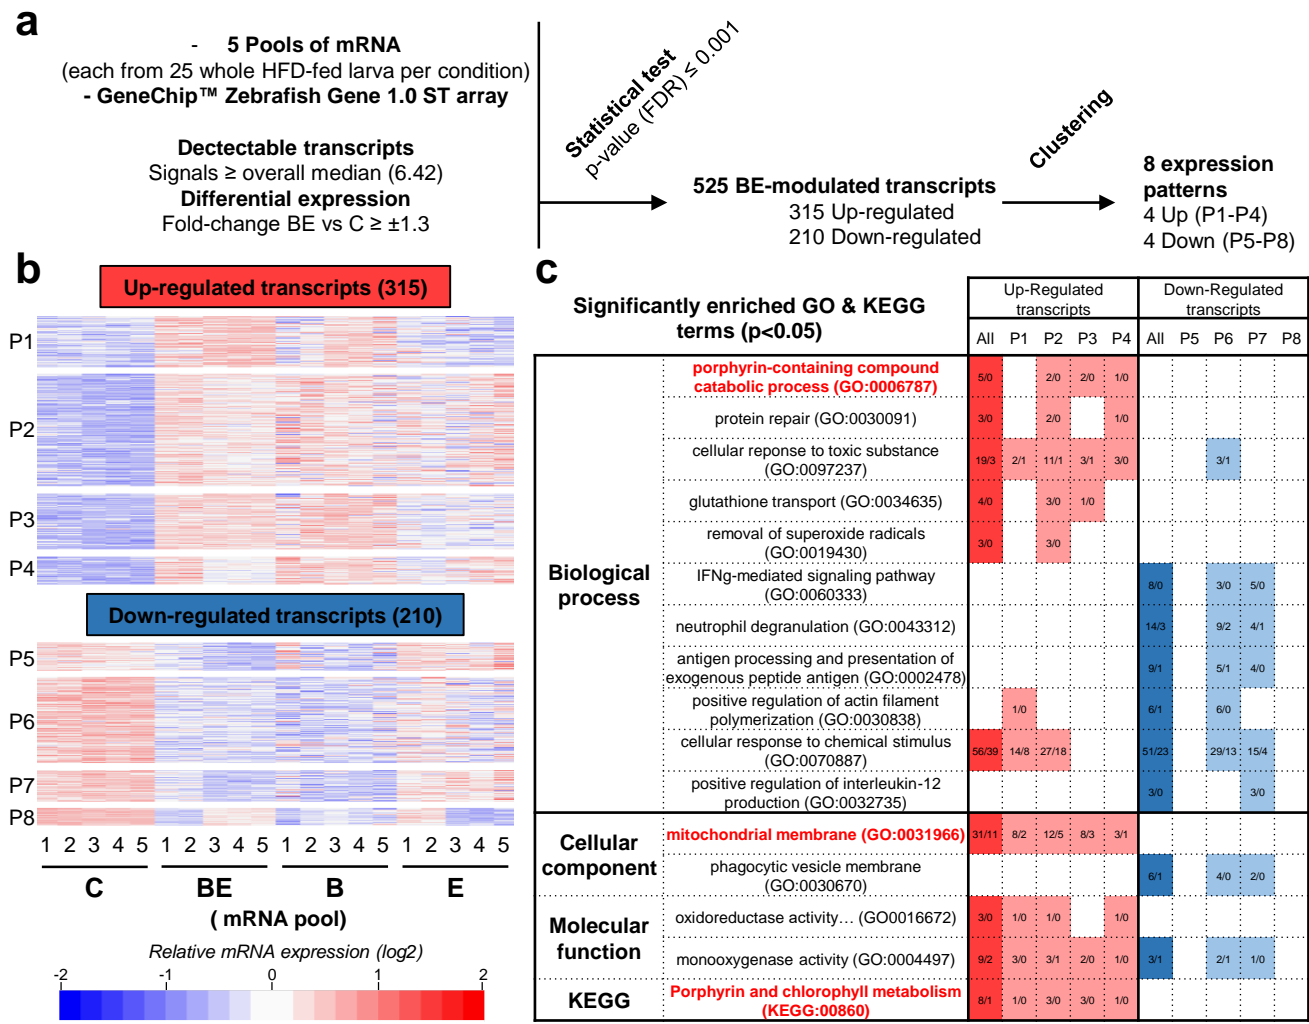 a
- 5 Pools of mRNA
(each from 25 whole HFD-fed larva per condition)
- GeneChip™ Zebrafish Gene 1.0 ST array
Dectectable transcripts
Signals ≥ overall median (6.42)
Differential expression
Fold-change BE vs C ≥ ±1.3
Statistical test
p-value (FDR) ≤ 0.001
525 BE-modulated transcripts
315 Up-regulated
210 Down-regulated
Clustering
8 expression
patterns
4 Up (P1-P4)
4 Down (P5-P8)
b
Up-regulated transcripts (315)
P1
P2
P3
P4
Down-regulated transcripts (210)
P5
P6
P7
P8
1 2 3 4 5 1 2 3 4 5 1 2 3 4 5 1 2 3 4 5
C BE B E
( mRNA pool)
Relative mRNA expression (log2)
-2 -1 0 1 2
c
Significantly enriched GO & KEGG
terms (p<0.05)
Up-Regulated
transcripts
Down-Regulated
transcripts
All P1 P2 P3 P4 All P5 P6 P7 P8
Biological
process
porphyrin-containing compound
catabolic process (GO:0006787)
5/0 2/0 2/0 1/0
protein repair (GO:0030091)
3/0 2/0 1/0
cellular reponse to toxic substance
(GO:0097237)
19/3 2/1 11/1 3/1 3/0 3/1
glutathione transport (GO:0034635)
4/0 3/0 1/0
removal of superoxide radicals
(GO:0019430)
3/0 3/0
IFNg-mediated signaling pathway
(GO:0060333)
8/0 3/0 5/0
neutrophil degranulation (GO:0043312)
14/3 9/2 4/1
antigen processing and presentation of
exogenous peptide antigen (GO:0002478)
9/1 5/1 4/0
positive regulation of actin filament
polymerization (GO:0030838)
1/0 6/1 6/0
cellular response to chemical stimulus
(GO:0070887)
56/39 14/8 27/18 51/23 29/13 15/4
positive regulation of interleukin-12
production (GO:0032735)
3/0 3/0
Cellular
component
mitochondrial membrane (GO:0031966)
31/11 8/2 12/5 8/3 3/1
phagocytic vesicle membrane
(GO:0030670)
6/1 4/0 2/0
Molecular
function
oxidoreductase activity… (GO0016672)
3/0 1/0 1/0 1/0
monooxygenase activity (GO:0004497)
9/2 3/0 3/1 2/0 1/0 3/1 2/1 1/0
KEGG
Porphyrin and chlorophyll metabolism
(KEGG:00860)
8/1 1/0 3/0 3/0 1/0